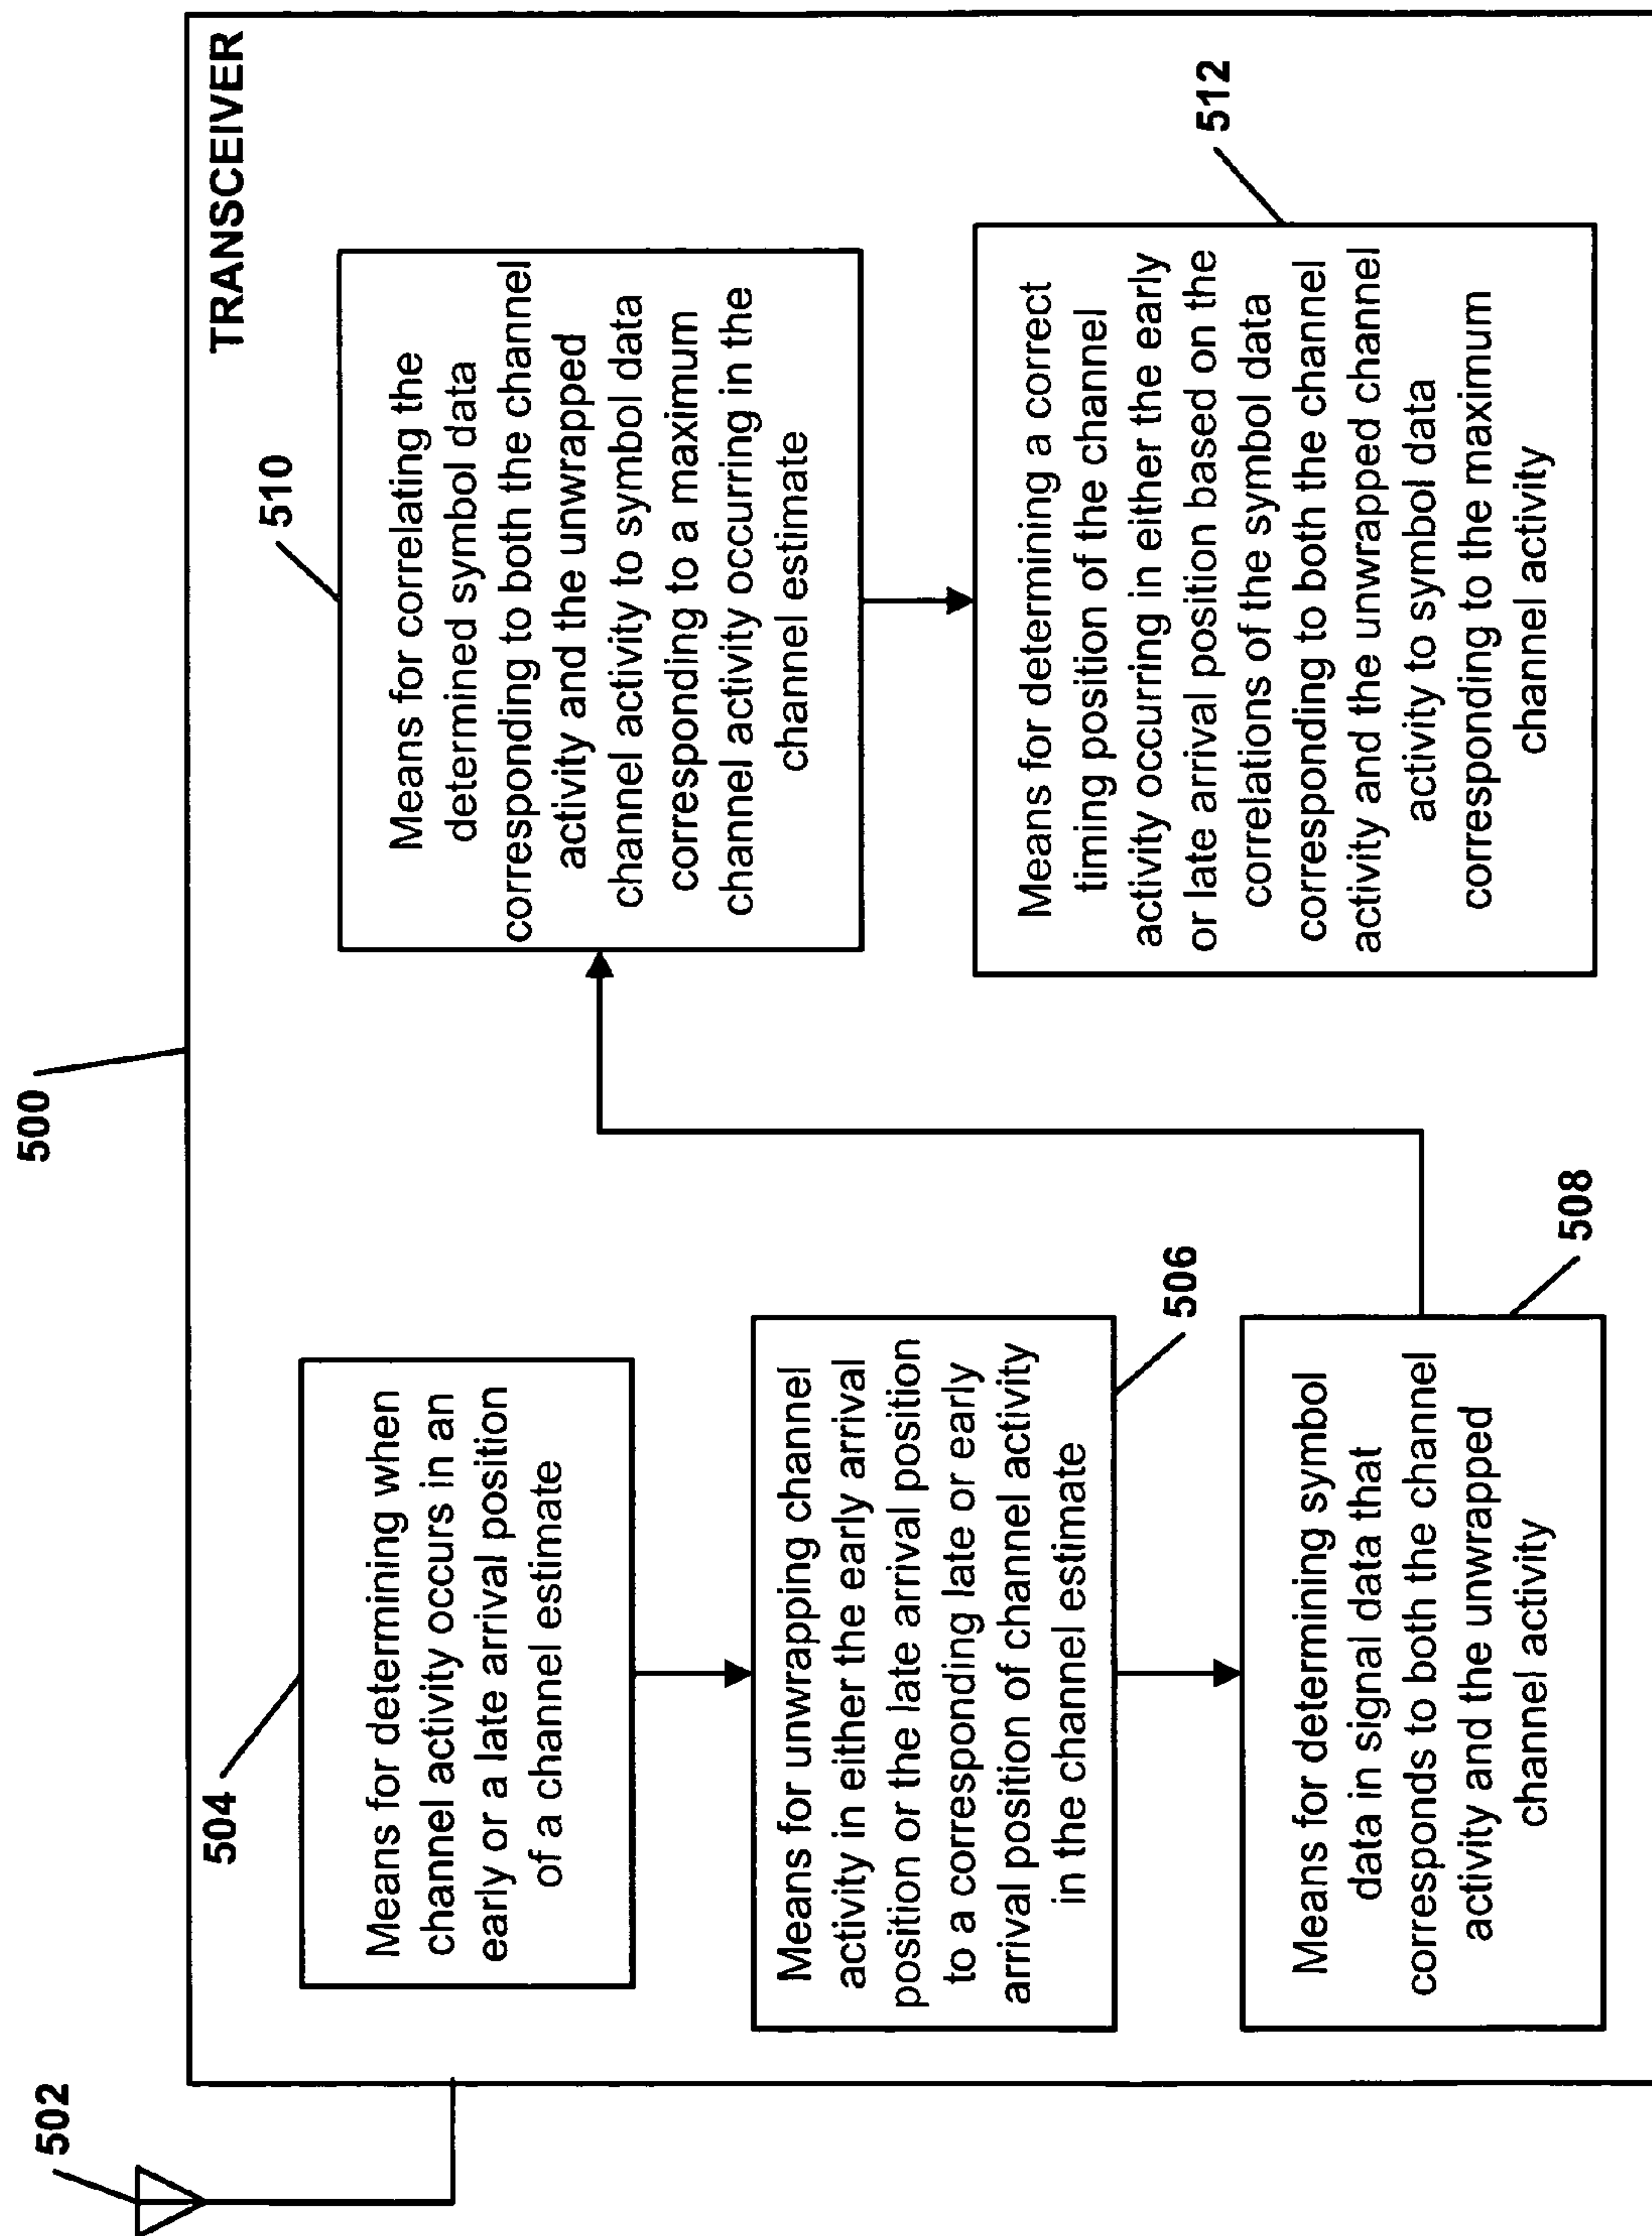 500
502
TRANSCEIVER
504
Means for determining when
channel activity occurs in an
early or a late arrival position
of a channel estimate
Means for unwrapping channel
activity in either the early arrival
position or the late arrival position
to a corresponding late or early
arrival position of channel activity
in the channel estimate
506
Means for determining symbol
data in signal data that
corresponds to both the channel
activity and the unwrapped
channel activity
508
510
Means for correlating the
determined symbol data
corresponding to both the channel
activity and the unwrapped
channel activity to symbol data
corresponding to a maximum
channel activity occurring in the
channel estimate
512
Means for determining a correct
timing position of the channel
activity occurring in either the early
or late arrival position based on the
correlations of the symbol data
corresponding to both the channel
activity and the unwrapped channel
activity to symbol data
corresponding to the maximum
channel activity